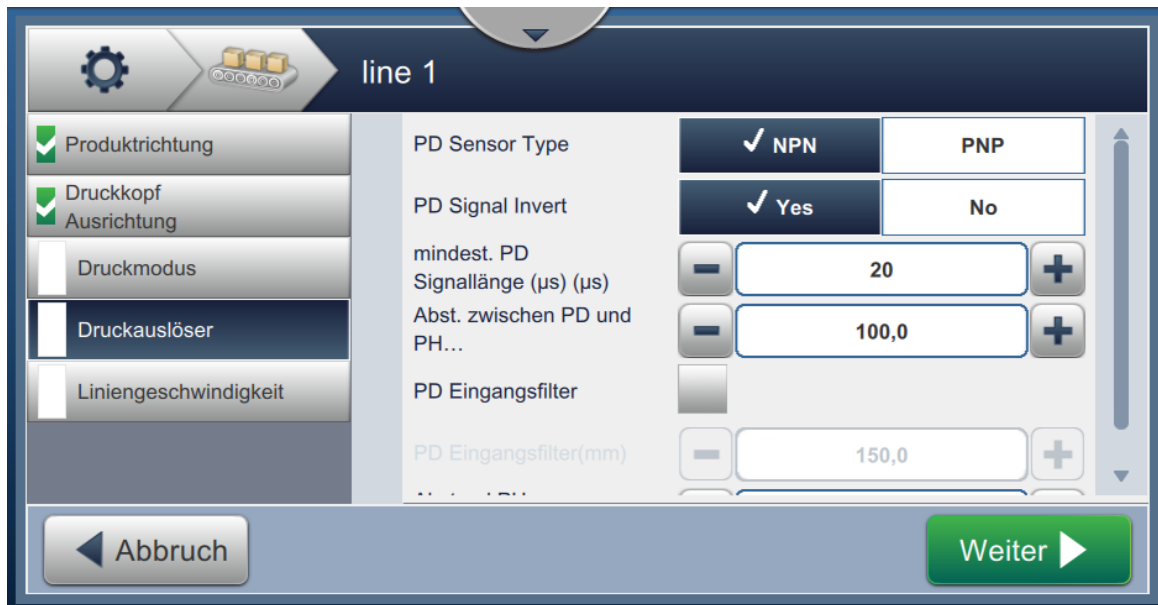 line 1
Produktrichtung
Druckkopf
Ausrichtung
Druckmodus
Druckauslöser
Liniengeschwindigkeit
PD Sensor Type
NPN
PNP
PD Signal Invert
Yes
No
mindest. PD
Signallänge (µs) (µs)
20
Abst. zwischen PD und
PH…
100,0
PD Eingangsfilter
PD Eingangsfilter(mm)
150,0
Abbruch
Weiter